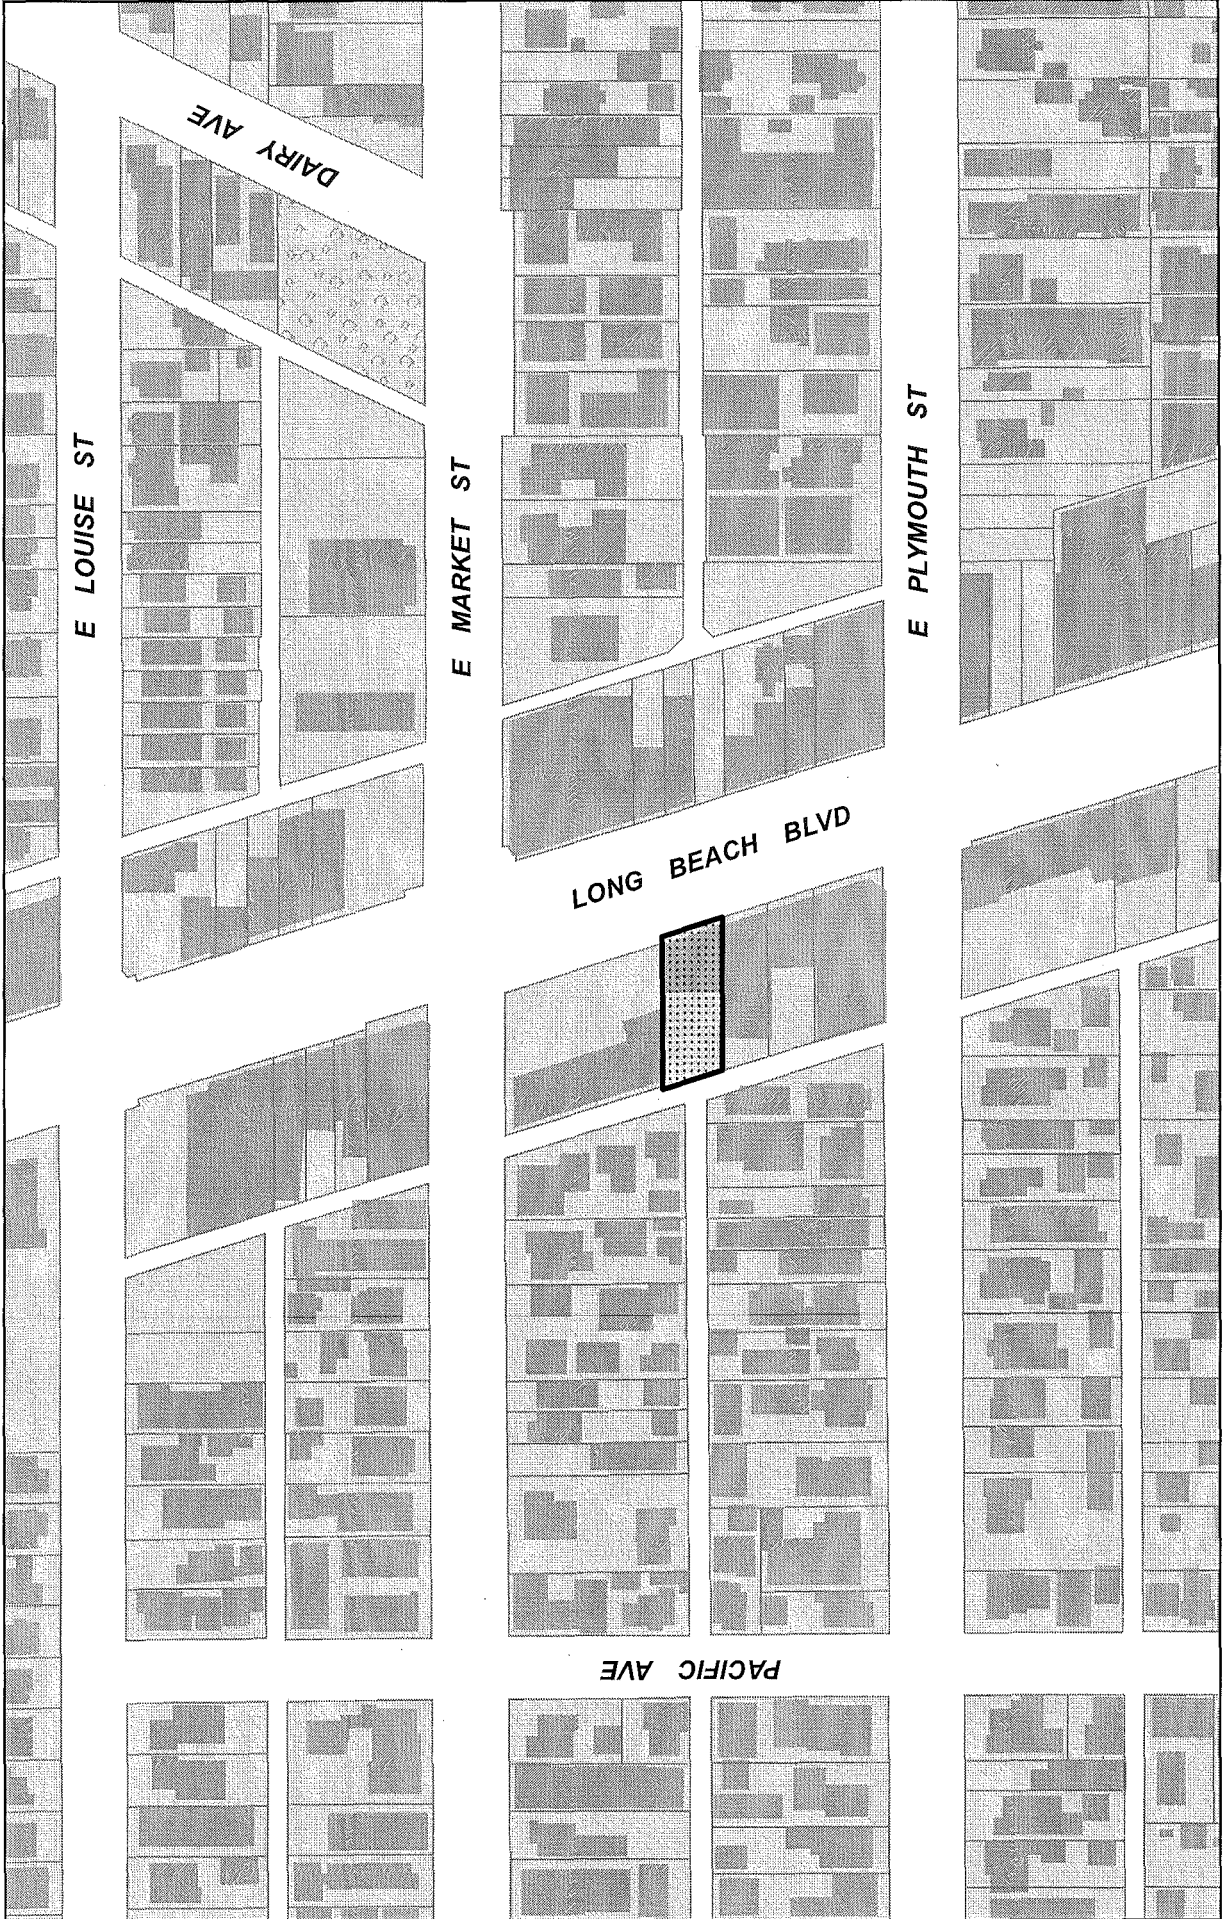 DAIRY AVE
E LOUISE ST
E MARKET ST
E PLYMOUTH ST
LONG BEACH BLVD
PACIFIC AVE